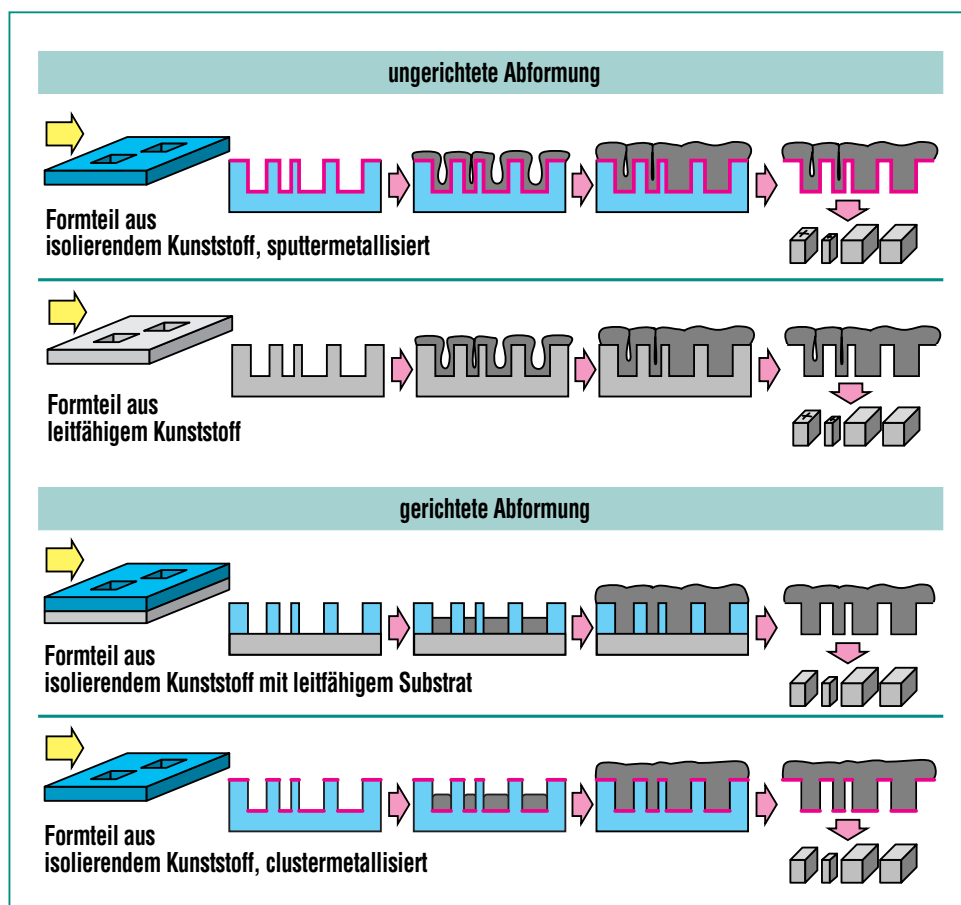 ungerichtete Abformung
Formteil aus
isolierendem Kunststoff, sputtermetallisiert
Formteil aus
leitfähigem Kunststoff
gerichtete Abformung
Formteil aus
isolierendem Kunststoff mit leitfähigem Substrat
Formteil aus
isolierendem Kunststoff, clustermetallisiert